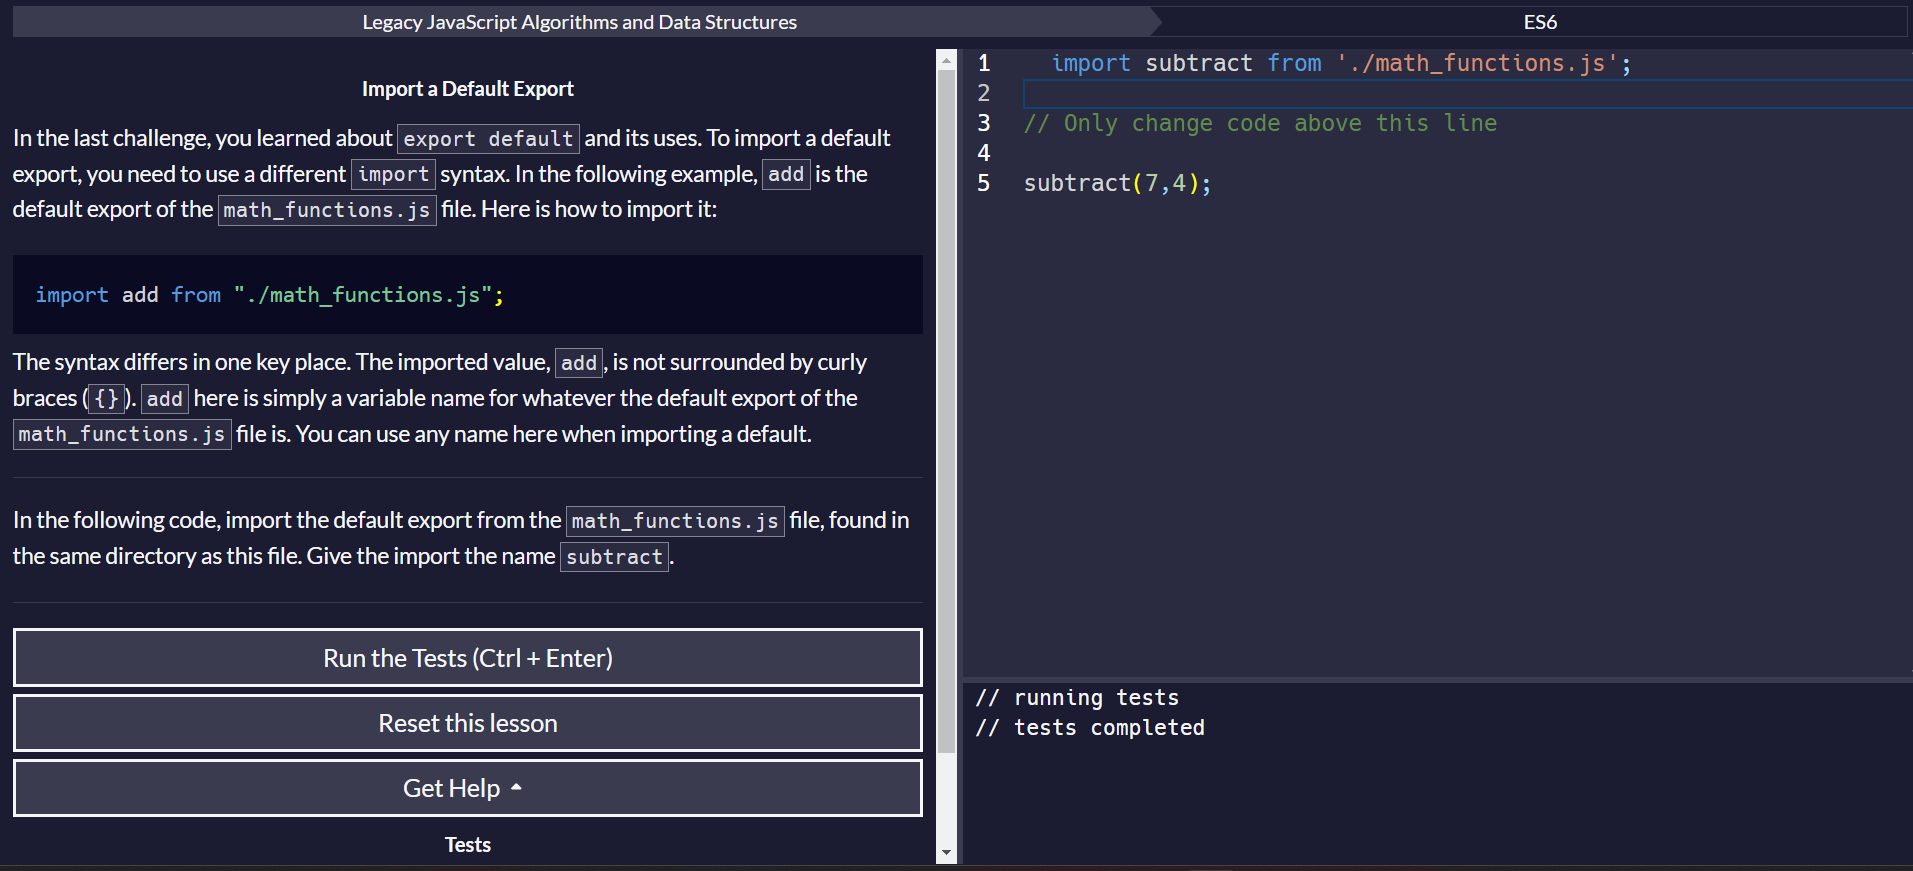 Legacy JavaScript Algorithms and Data Structures
ES6
Import a Default Export
In the last challenge, you learned about export default and its uses. To import a default
export, you need to use a different import syntax. In the following example, add is the
default export of the math_functions.js file. Here is how to import it:
import add from "./math_functions.js";
The syntax differs in one key place. The imported value, add, is not surrounded by curly
braces ({}). add here is simply a variable name for whatever the default export of the
math_functions.js file is. You can use any name here when importing a default.
In the following code, import the default export from the math_functions.js file, found in
the same directory as this file. Give the import the name subtract.
Run the Tests (Ctrl + Enter)
Reset this lesson
Get Help
Tests
1 import subtract from './math_functions.js';
2
3 // Only change code above this line
4
5 subtract(7,4);
// running tests
// tests completed